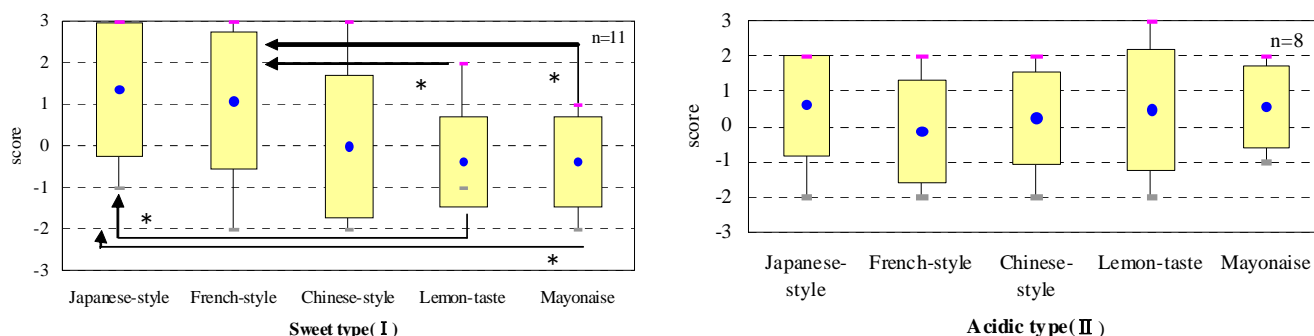 3
2
1
0
-1
-2
-3
score
n=11
*
*
*
*
Japanese-style French-style Chinese-style Lemon-taste Mayonaise
Sweet type(Ⅰ)
3
2
1
0
-1
-2
-3
score
n=8
Japanese-
style
French-style
Chinese-
style
Lemon-taste
Mayonaise
Acidic type(Ⅱ)